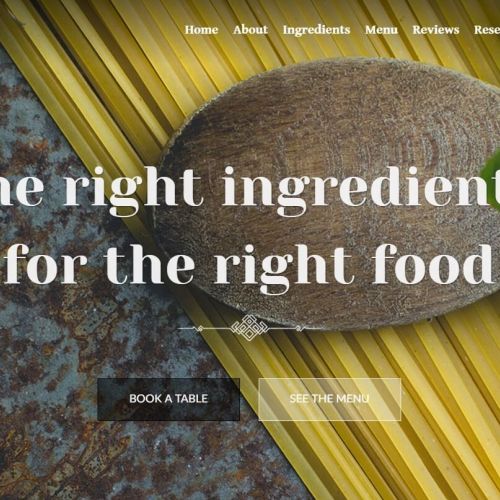 Home About Ingredients Menu Reviews Rese
he right ingredient
for the right food
BOOK A TABLE SEE THE MENU